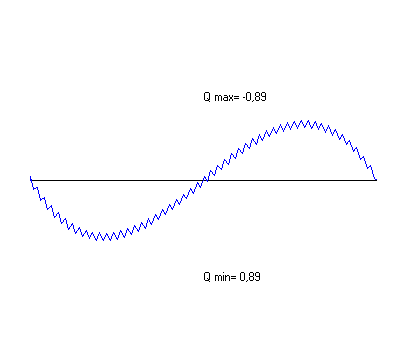 Q max= -0,89
Q min= 0,89